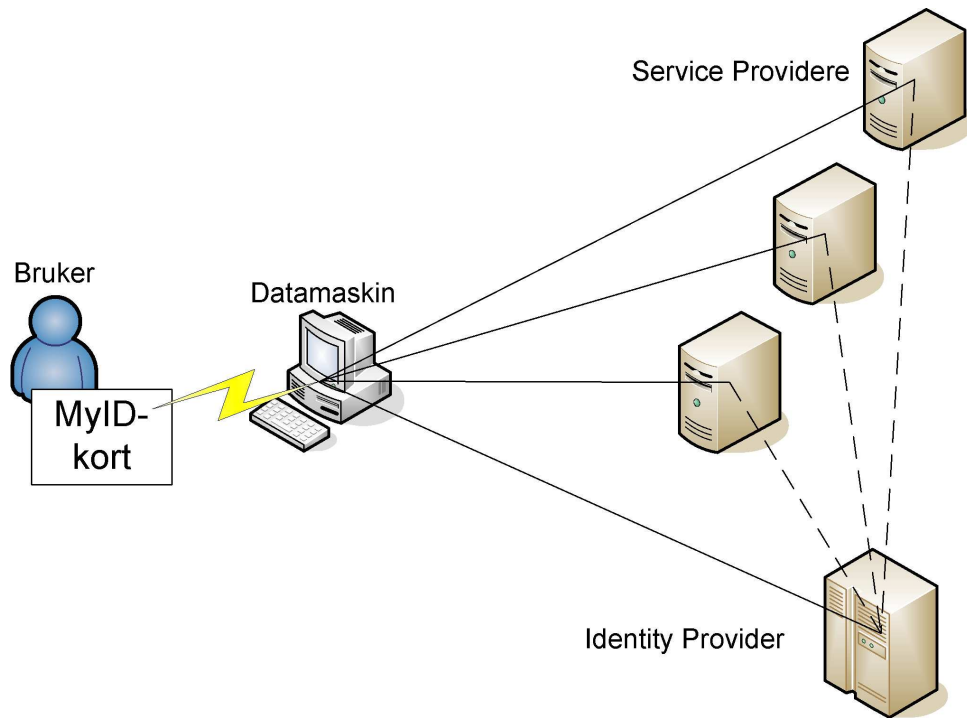 Service Providere
Bruker
Datamaskin
MyID-
kort
Identity Provider